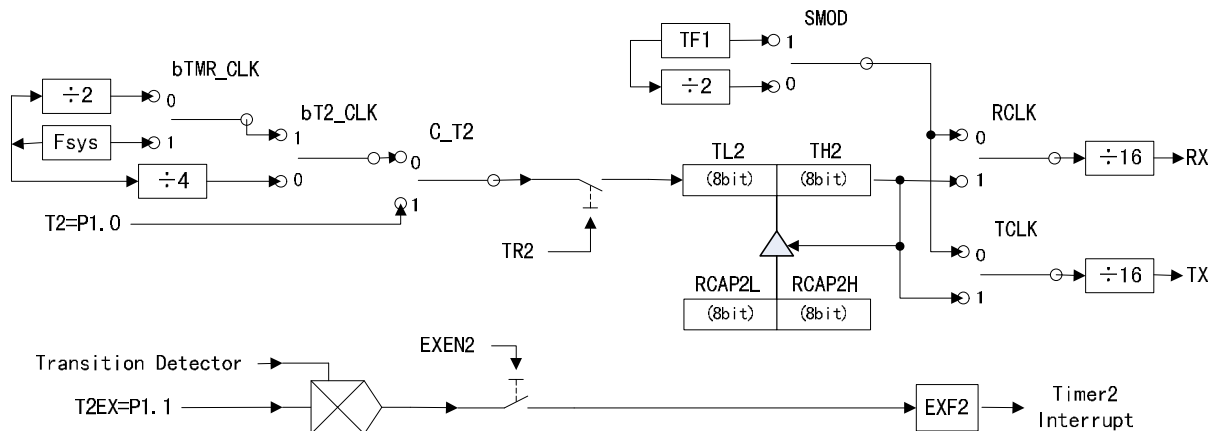 SMOD
TF1
1
bTMR_CLK
÷2
0
÷2
0
bT2_CLK
RCLK
1
C_T2
0
Fsys
1
0
TL2
TH2
÷16
RX
÷4
0
(8bit)
(8bit)
1
1
T2=P1.0
TCLK
TR2
0
RCAP2L
RCAP2H
÷16
TX
(8bit)
(8bit)
1
EXEN2
Transition Detector
T2EX=P1.1
EXF2
Timer2
Interrupt